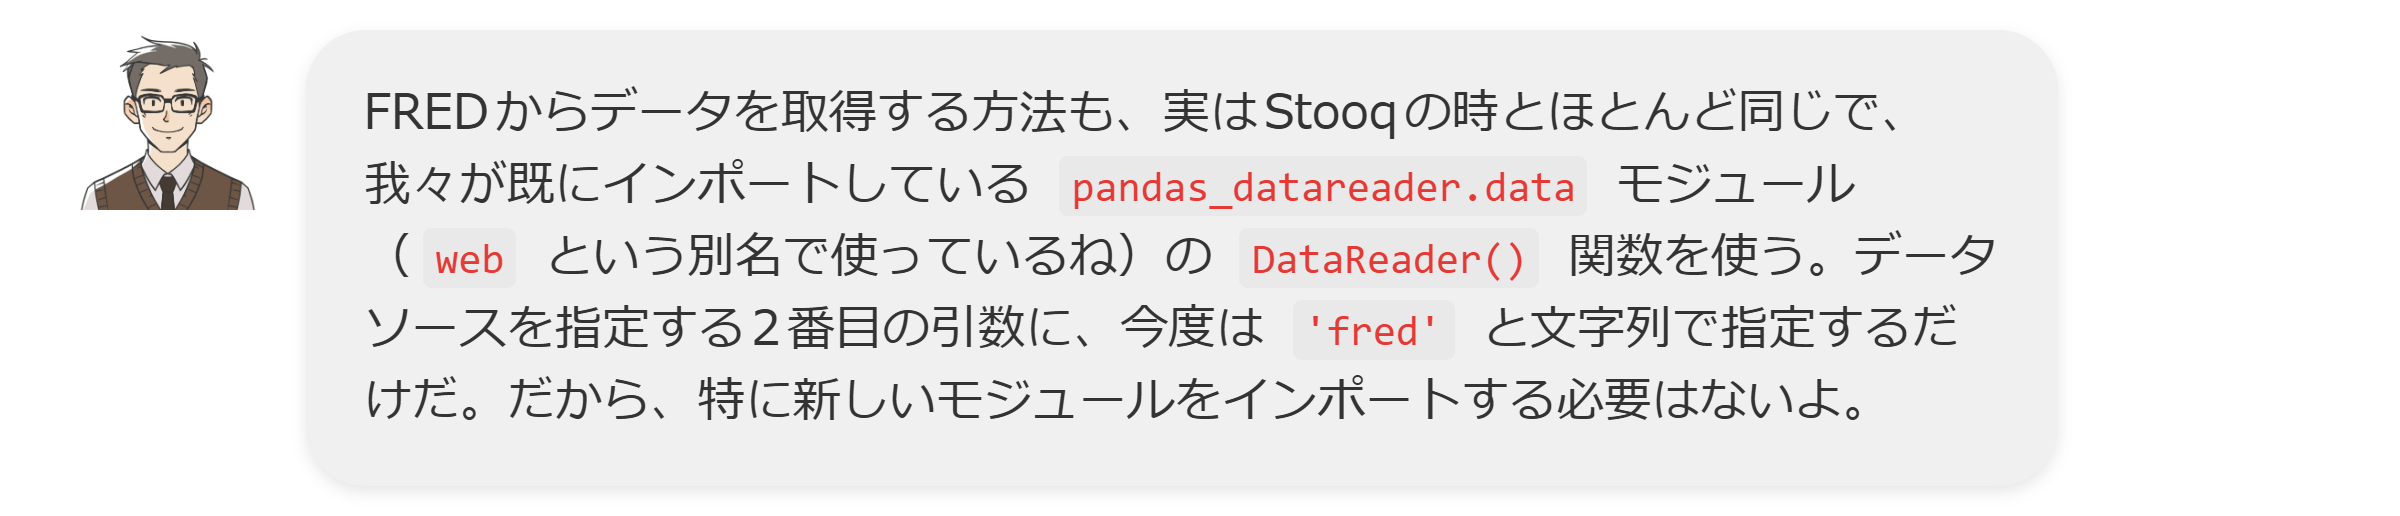 FREDからデータを取得する方法も、実はStooqの時とほとんど同じで、
我々が既にインポートしている pandas_datareader.data モジュール
（ web という別名で使っているね）の DataReader() 関数を使う。データ
ソースを指定する2番目の引数に、今度は 'fred' と文字列で指定するだ
けだ。だから、特に新しいモジュールをインポートする必要はないよ。